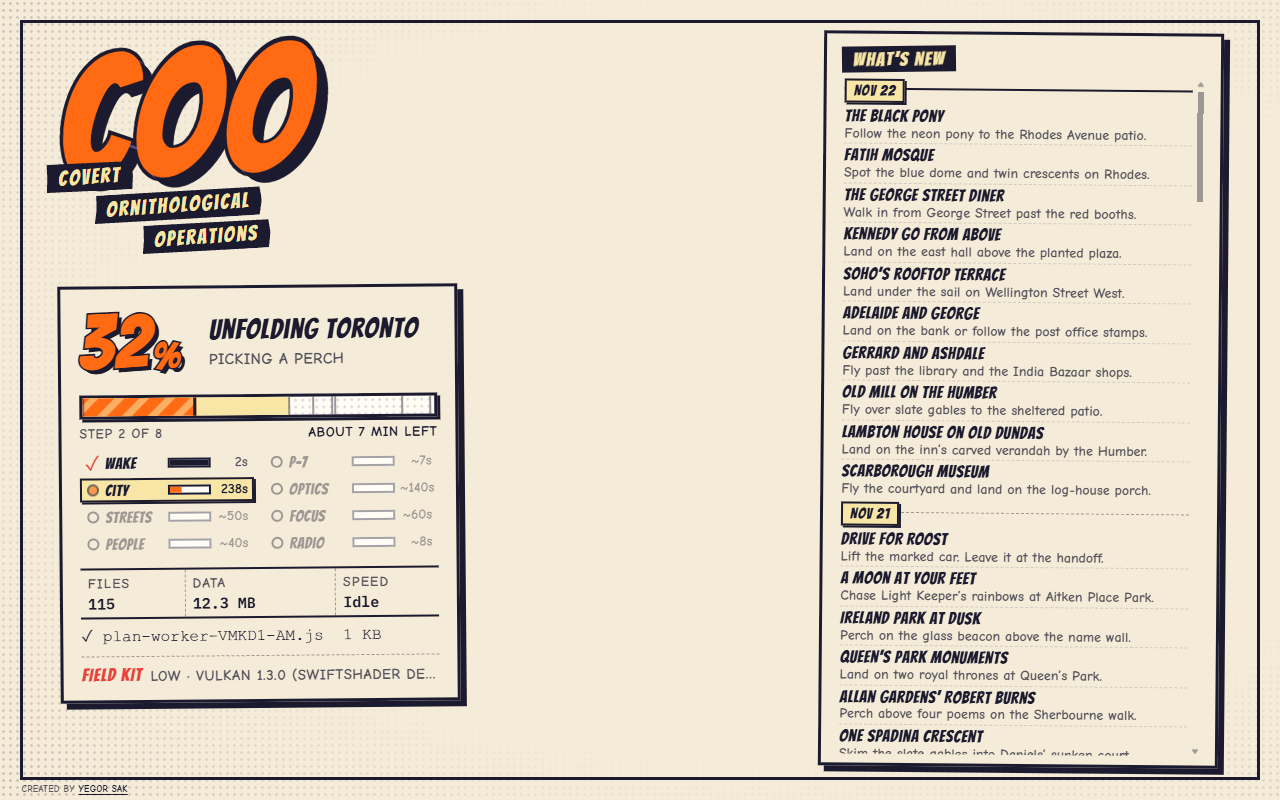 COO
COVERT
ORNITHOLOGICAL
OPERATIONS
32%
UNFOLDING TORONTO
PICKING A PERCH
STEP 2 OF 8
ABOUT 7 MIN LEFT
✓ WAKE 2s
P-7 ~7s
CITY 238s
OPTICS ~140s
STREETS ~50s
FOCUS ~60s
PEOPLE ~40s
RADIO ~8s
FILES
115
DATA
12.3 MB
SPEED
Idle
✓ plan-worker-VMKD1-AM.js 1 KB
FIELD KIT LOW · VULKAN 1.3.0 (SWIFTSHADER DE...
WHAT'S NEW
NOV 22
THE BLACK PONY
Follow the neon pony to the Rhodes Avenue patio.
FATIH MOSQUE
Spot the blue dome and twin crescents on Rhodes.
THE GEORGE STREET DINER
Walk in from George Street past the red booths.
KENNEDY GO FROM ABOVE
Land on the east hall above the planted plaza.
SOHO'S ROOFTOP TERRACE
Land under the sail on Wellington Street West.
ADELAIDE AND GEORGE
Land on the bank or follow the post office stamps.
GERRARD AND ASHDALE
Fly past the library and the India Bazaar shops.
OLD MILL ON THE HUMBER
Fly over slate gables to the sheltered patio.
LAMBTON HOUSE ON OLD DUNDAS
Land on the inn's carved verandah by the Humber.
SCARBOROUGH MUSEUM
Fly the courtyard and land on the log-house porch.
NOV 21
DRIVE FOR ROOST
Lift the marked car. Leave it at the handoff.
A MOON AT YOUR FEET
Chase Light Keeper's rainbows at Aitken Place Park.
IRELAND PARK AT DUSK
Perch on the glass beacon above the name wall.
QUEEN'S PARK MONUMENTS
Land on two royal thrones at Queen's Park.
ALLAN GARDENS' ROBERT BURNS
Perch above four poems on the Sherbourne walk.
ONE SPADINA CRESCENT
Skim the slate gables into Daniels' sunken court.
CREATED BY YEGOR SAK